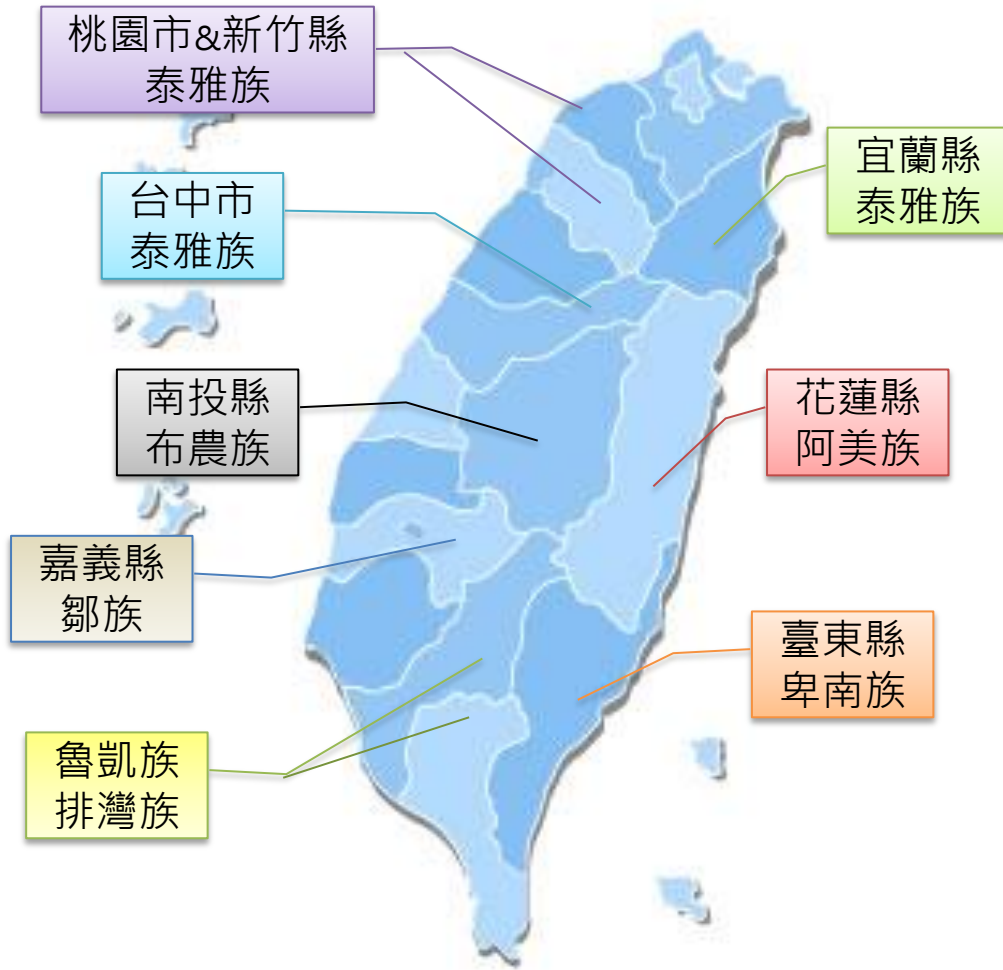 桃園市&新竹縣
泰雅族
宜蘭縣
泰雅族
台中市
泰雅族
南投縣
布農族
花蓮縣
阿美族
嘉義縣
鄒族
臺東縣
卑南族
魯凱族
排灣族